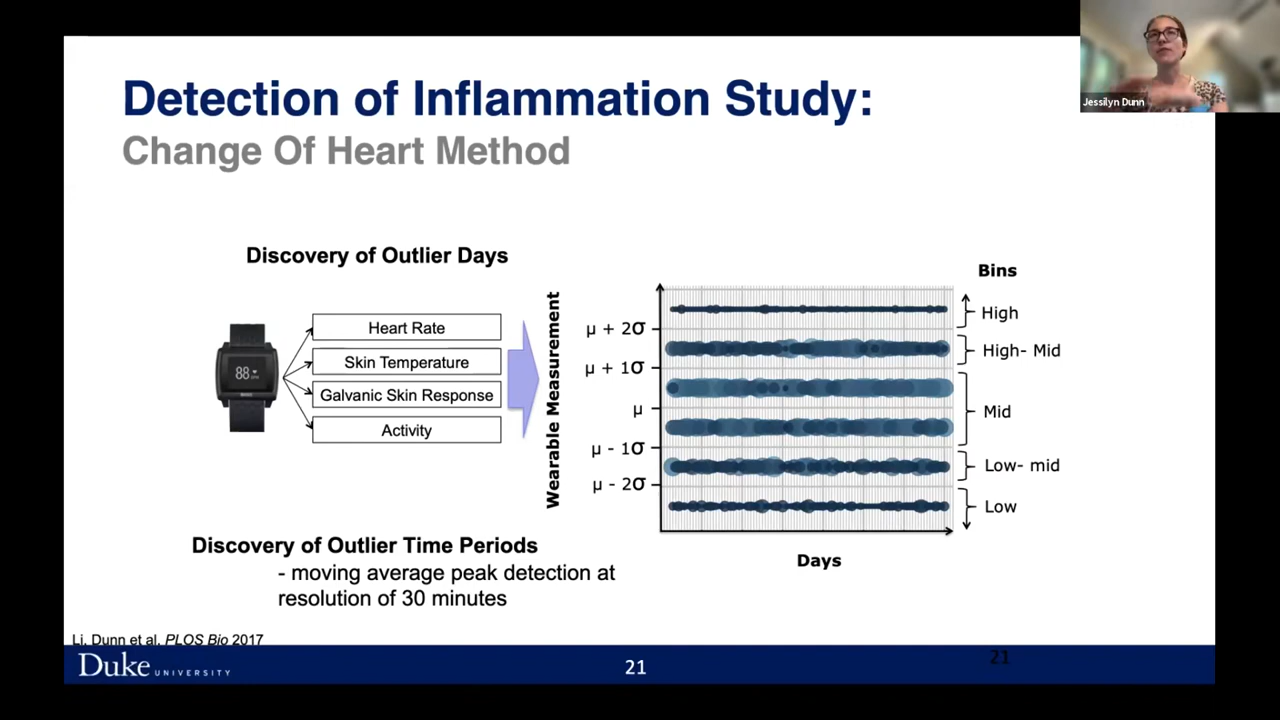 Jessilyn Dunn
Detection of Inflammation Study:
Change Of Heart Method
Discovery of Outlier Days
88
Heart Rate
Skin Temperature
Galvanic Skin Response
Activity
Wearable Measurement
μ + 2σ
μ + 1σ
μ
μ - 1σ
μ - 2σ
Days
Bins
High
High- Mid
Mid
Low- mid
Low
Discovery of Outlier Time Periods
- moving average peak detection at
resolution of 30 minutes
Li, Dunn et al, PLOS Bio 2017
Duke UNIVERSITY
21
21